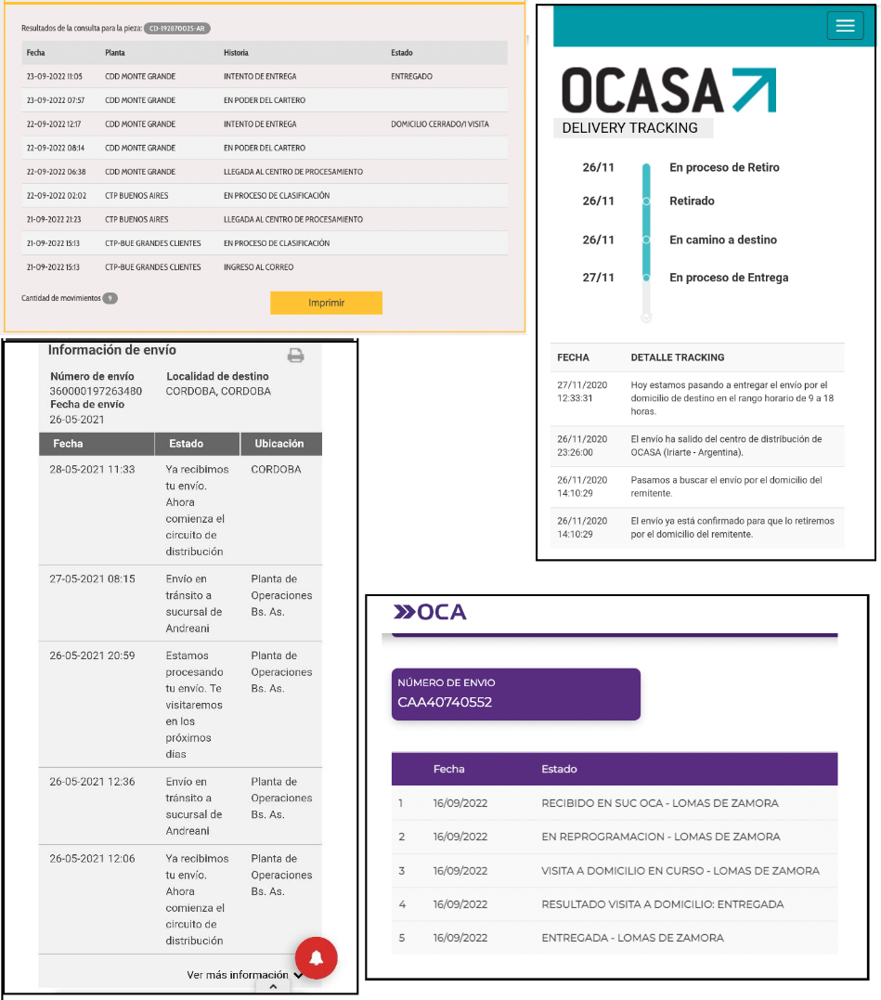 Resultados de la consulta para la pieza: CD-192870025-AR
Fecha Planta Historia Estado
23-09-2022 11:05 CDD MONTE GRANDE INTENTO DE ENTREGA ENTREGADO
23-09-2022 07:57 CDD MONTE GRANDE EN PODER DEL CARTERO
22-09-2022 12:17 CDD MONTE GRANDE INTENTO DE ENTREGA DOMICILIO CERRADO/1 VISITA
22-09-2022 08:14 CDD MONTE GRANDE EN PODER DEL CARTERO
22-09-2022 06:38 CDD MONTE GRANDE LLEGADA AL CENTRO DE PROCESAMIENTO
22-09-2022 02:02 CTP BUENOS AIRES EN PROCESO DE CLASIFICACIÓN
21-09-2022 21:23 CTP BUENOS AIRES LLEGADA AL CENTRO DE PROCESAMIENTO
21-09-2022 15:13 CTP-BUE GRANDES CLIENTES EN PROCESO DE CLASIFICACIÓN
21-09-2022 15:13 CTP-BUE GRANDES CLIENTES INGRESO AL CORREO
Cantidad de movimientos 9
Imprimir
OCASA
DELIVERY TRACKING
26/11 En proceso de Retiro
26/11 Retirado
26/11 En camino a destino
27/11 En proceso de Entrega
FECHA DETALLE TRACKING
27/11/2020 Hoy estamos pasando a entregar el envío por el
12:33:31 domicilio de destino en el rango horario de 9 a 18
horas.
26/11/2020 El envío ha salido del centro de distribución de
23:26:00 OCASA (Iriarte - Argentina).
26/11/2020 Pasamos a buscar el envío por el domicilio del
14:10:29 remitente.
26/11/2020 El envío ya está confirmado para que lo retiremos
14:10:29 por el domicilio del remitente.
Información de envío
Número de envío Localidad de destino
360000197263480 CORDOBA, CORDOBA
Fecha de envío
26-05-2021
Fecha Estado Ubicación
28-05-2021 11:33 Ya recibimos CORDOBA
tu envío.
Ahora
comienza el
circuito de
distribución
27-05-2021 08:15 Envío en Planta de
tránsito a Operaciones
sucursal de Bs. As.
Andreani
26-05-2021 20:59 Estamos Planta de
procesando Operaciones
tu envío. Te Bs. As.
visitaremos
en los
próximos
días
26-05-2021 12:36 Envío en Planta de
tránsito a Operaciones
sucursal de Bs. As.
Andreani
26-05-2021 12:06 Ya recibimos Planta de
tu envío. Operaciones
Ahora Bs. As.
comienza el
circuito de
distribución
Ver más información
OCA
NÚMERO DE ENVIO
CAA40740552
Fecha Estado
1 16/09/2022 RECIBIDO EN SUC OCA - LOMAS DE ZAMORA
2 16/09/2022 EN REPROGRAMACION - LOMAS DE ZAMORA
3 16/09/2022 VISITA A DOMICILIO EN CURSO - LOMAS DE ZAMORA
4 16/09/2022 RESULTADO VISITA A DOMICILIO: ENTREGADA
5 16/09/2022 ENTREGADA - LOMAS DE ZAMORA